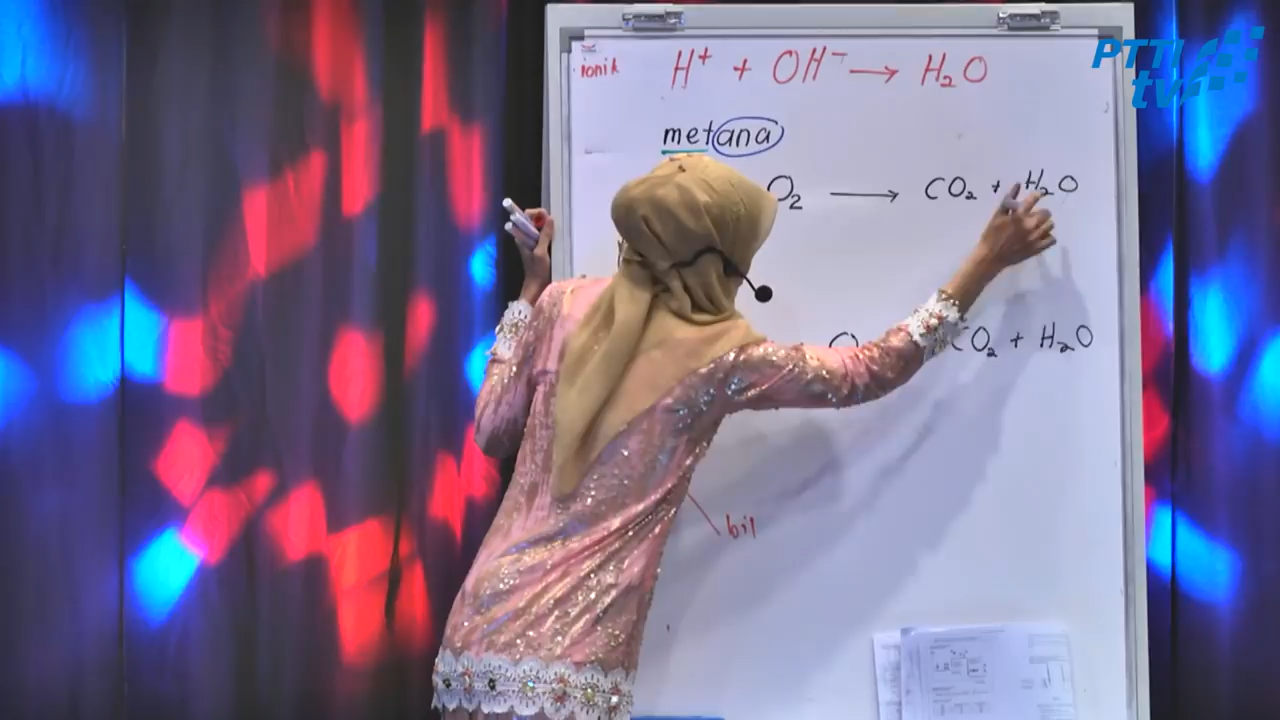 PTTI
tv
ionik H⁺ + OH⁻ → H₂O
metana
O₂ → CO₂ + H₂O
CO₂ + H₂O
bil